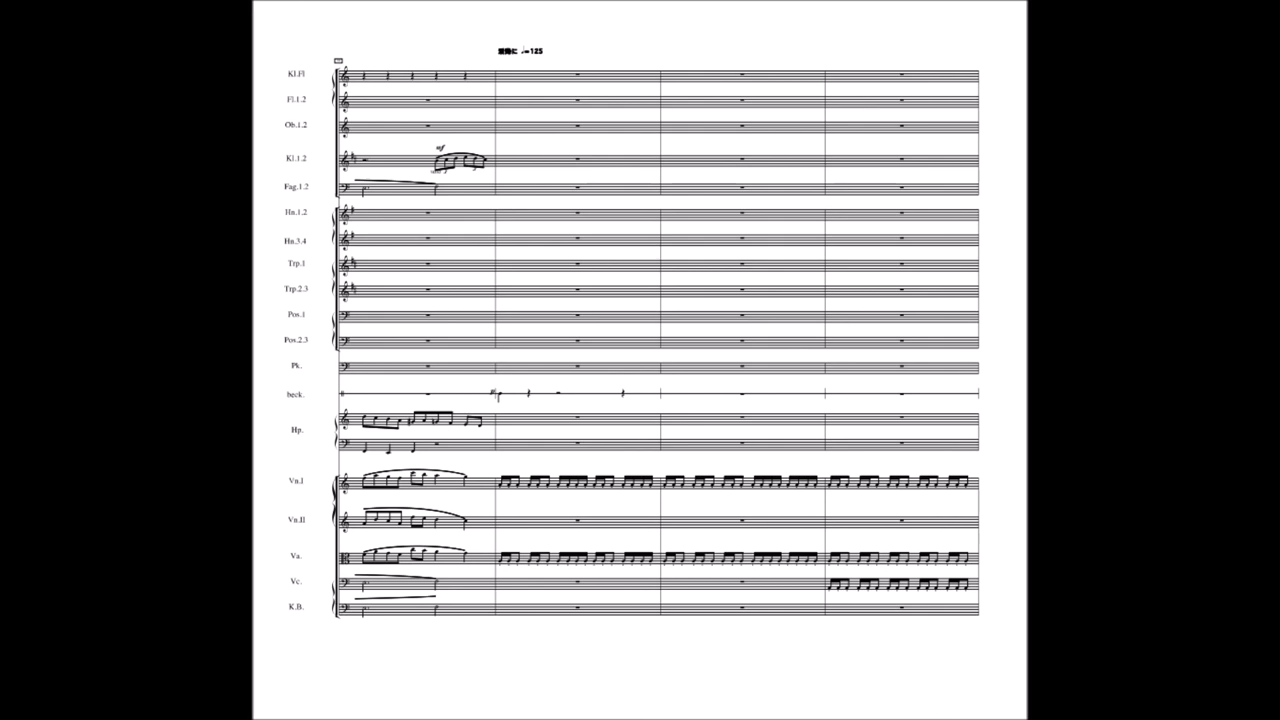 ♩=125
Kl.Fl
Fl.1.2
Ob.1.2
mf
Kl.1.2
Fag.1.2
Hn.1.2
Hn.3.4
Trp.1
Trp.2.3
Pos.1
Pos.2.3
Pk.
beck.
Hp.
Vn.I
Vn.II
Va.
Vc.
K.B.